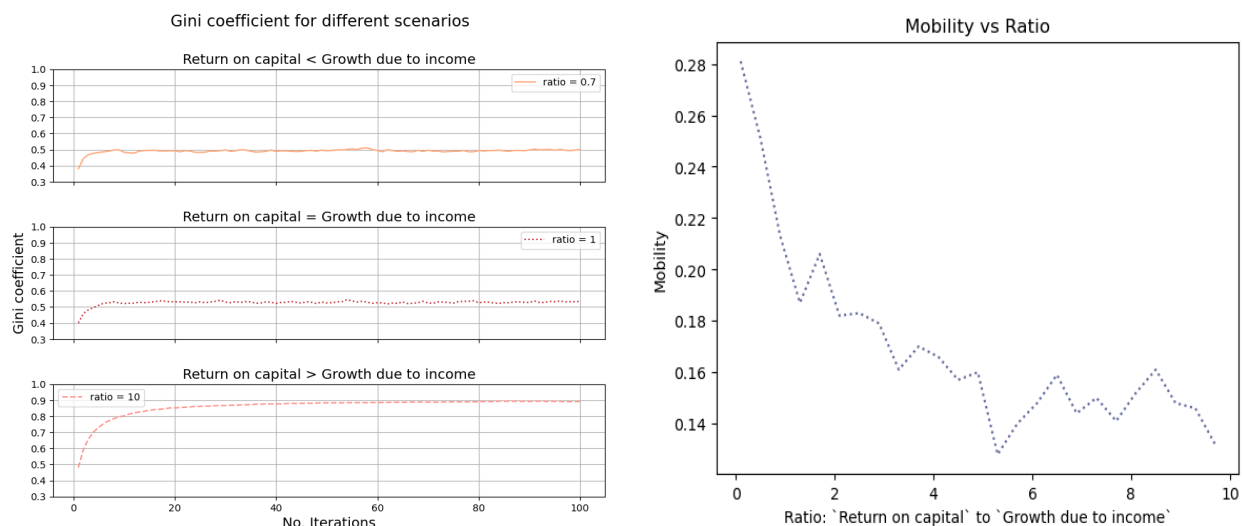 Gini coefficient for different scenarios
Return on capital < Growth due to income
1.0
0.9
0.8
0.7
0.6
0.5
0.4
0.3
ratio = 0.7
Return on capital = Growth due to income
1.0
0.9
0.8
0.7
0.6
0.5
0.4
0.3
ratio = 1
Gini coefficient
Return on capital > Growth due to income
1.0
0.9
0.8
0.7
0.6
0.5
0.4
0.3
ratio = 10
0 20 40 60 80 100
No. Iterations
Mobility vs Ratio
0.28
0.26
0.24
0.22
0.20
0.18
0.16
0.14
Mobility
0 2 4 6 8 10
Ratio: `Return on capital` to `Growth due to income`